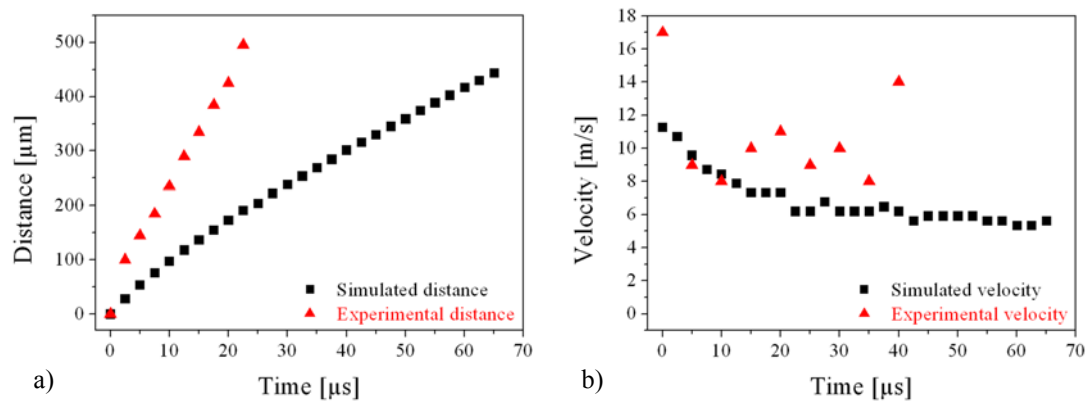 500
400
300
200
100
0
Distance [µm]
Simulated distance
Experimental distance
0 10 20 30 40 50 60 70
Time [µs]
a)
18
16
14
12
10
8
6
4
2
0
Velocity [m/s]
Simulated velocity
Experimental velocity
0 10 20 30 40 50 60 70
Time [µs]
b)